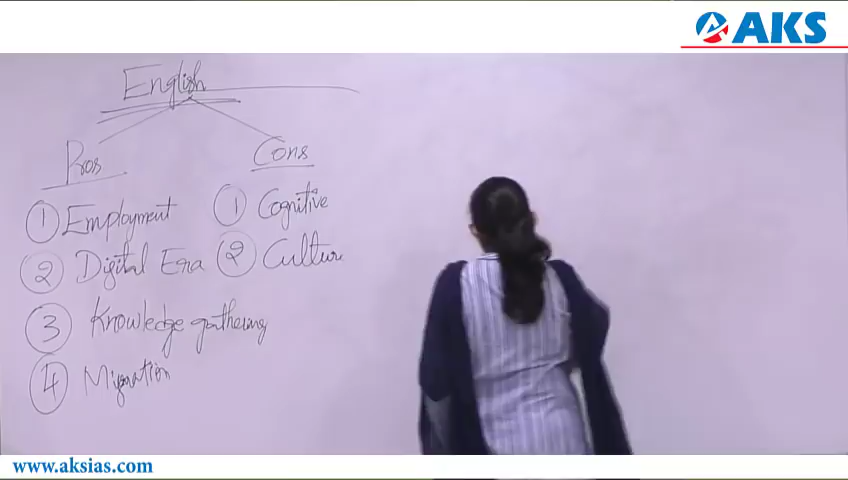 AKS
English
Pros
Cons
1 Employment
1 Cognitive
2 Digital Era
2 Cultur
3 Knowledge gathering
4 Migration
www.aksias.com